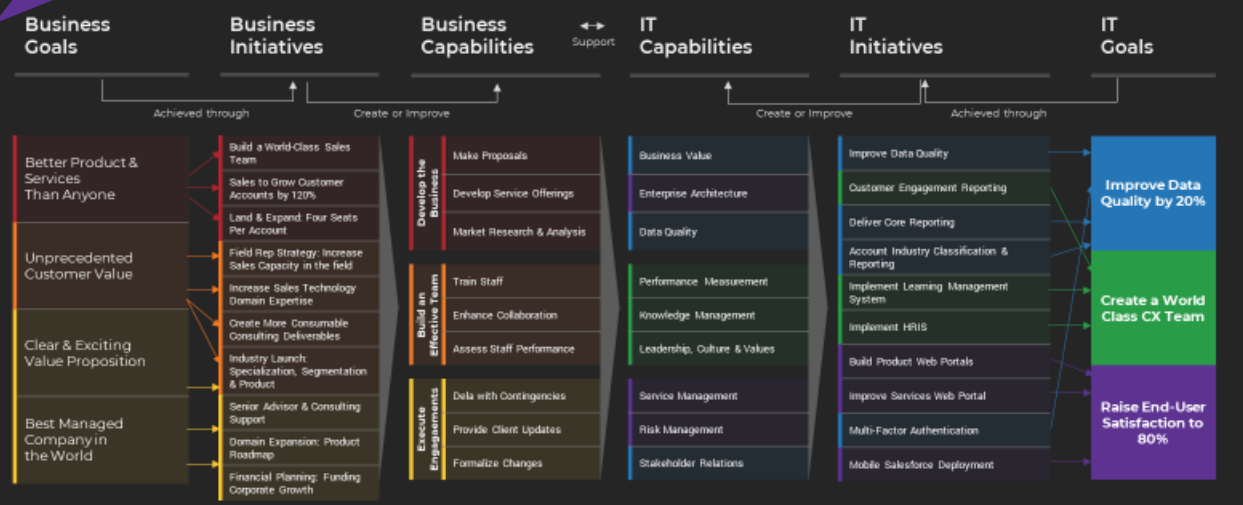 Business
Goals
Business
Initiatives
Business
Capabilities
Support
IT
Capabilities
IT
Initiatives
IT
Goals
Achieved through
Create or Improve
Create or Improve
Achieved through
Better Product &
Services
Than Anyone
Unprecedented
Customer Value
Clear & Exciting
Value Proposition
Best Managed
Company in
the World
Build a World-Class Sales
Team
Sales to Grow Customer
Accounts by 120%
Land & Expand: Four Seats
Per Account
Field Rep Strategy: Increase
Sales Capacity in the field
Increase Sales Technology
Domain Expertise
Create More Consumable
Consulting Deliverables
Industry Launch:
Specialization, Segmentation
& Product
Senior Advisor & Consulting
Support
Domain Expansion: Product
Roadmap
Financial Planning: Funding
Corporate Growth
Develop the
Business
Make Proposals
Develop Service Offerings
Market Research & Analysis
Build an
Effective Team
Train Staff
Enhance Collaboration
Assess Staff Performance
Execute
Engagaements
Dela with Contingencies
Provide Client Updates
Formalize Changes
Business Value
Enterprise Architecture
Data Quality
Performance Measurement
Knowledge Management
Leadership, Culture & Values
Service Management
Risk Management
Stakeholder Relations
Improve Data Quality
Customer Engagement Reporting
Deliver Core Reporting
Account Industry Classification &
Reporting
Implement Learning Management
System
Implement HRIS
Build Product Web Portals
Improve Services Web Portal
Multi-Factor Authentication
Mobile Salesforce Deployment
Improve Data
Quality by 20%
Create a World
Class CX Team
Raise End-User
Satisfaction to
80%